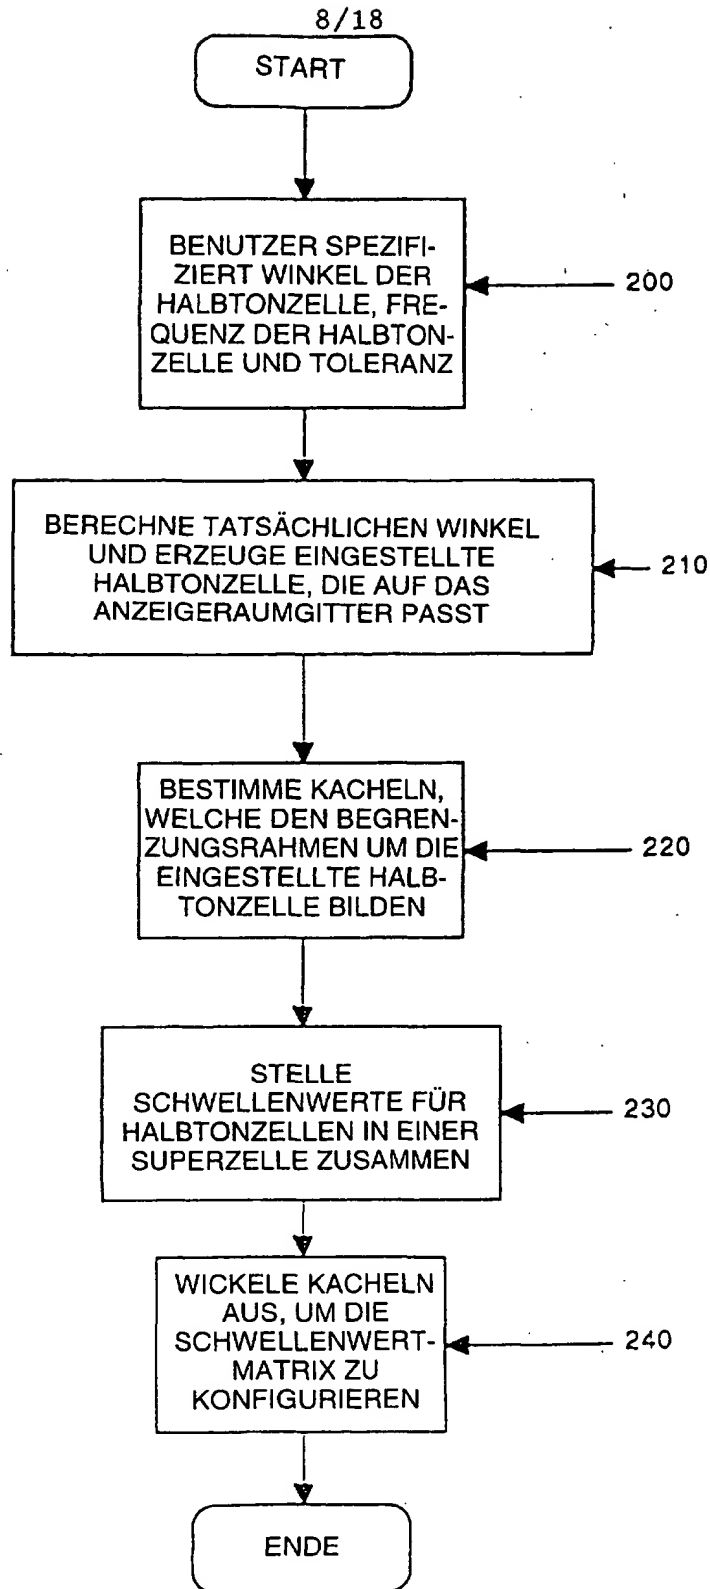 8/18
START
BENUTZER SPEZIFI-
ZIERT WINKEL DER
HALBTONZELLE, FRE-
QUENZ DER HALBTON-
ZELLE UND TOLERANZ
200
BERECHNE TATSÄCHLICHEN WINKEL
UND ERZEUGE EINGESTELLTE
HALBTONZELLE, DIE AUF DAS
ANZEIGERAUMGITTER PASST
210
BESTIMME KACHELN,
WELCHE DEN BEGREN-
ZUNGSRAHMEN UM DIE
EINGESTELLTE HALB-
TONZELLE BILDEN
220
STELLE
SCHWELLENWERTE FÜR
HALBTONZELLEN IN EINER
SUPERZELLE ZUSAMMEN
230
WICKELE KACHELN
AUS, UM DIE
SCHWELLENWERT-
MATRIX ZU
KONFIGURIEREN
240
ENDE